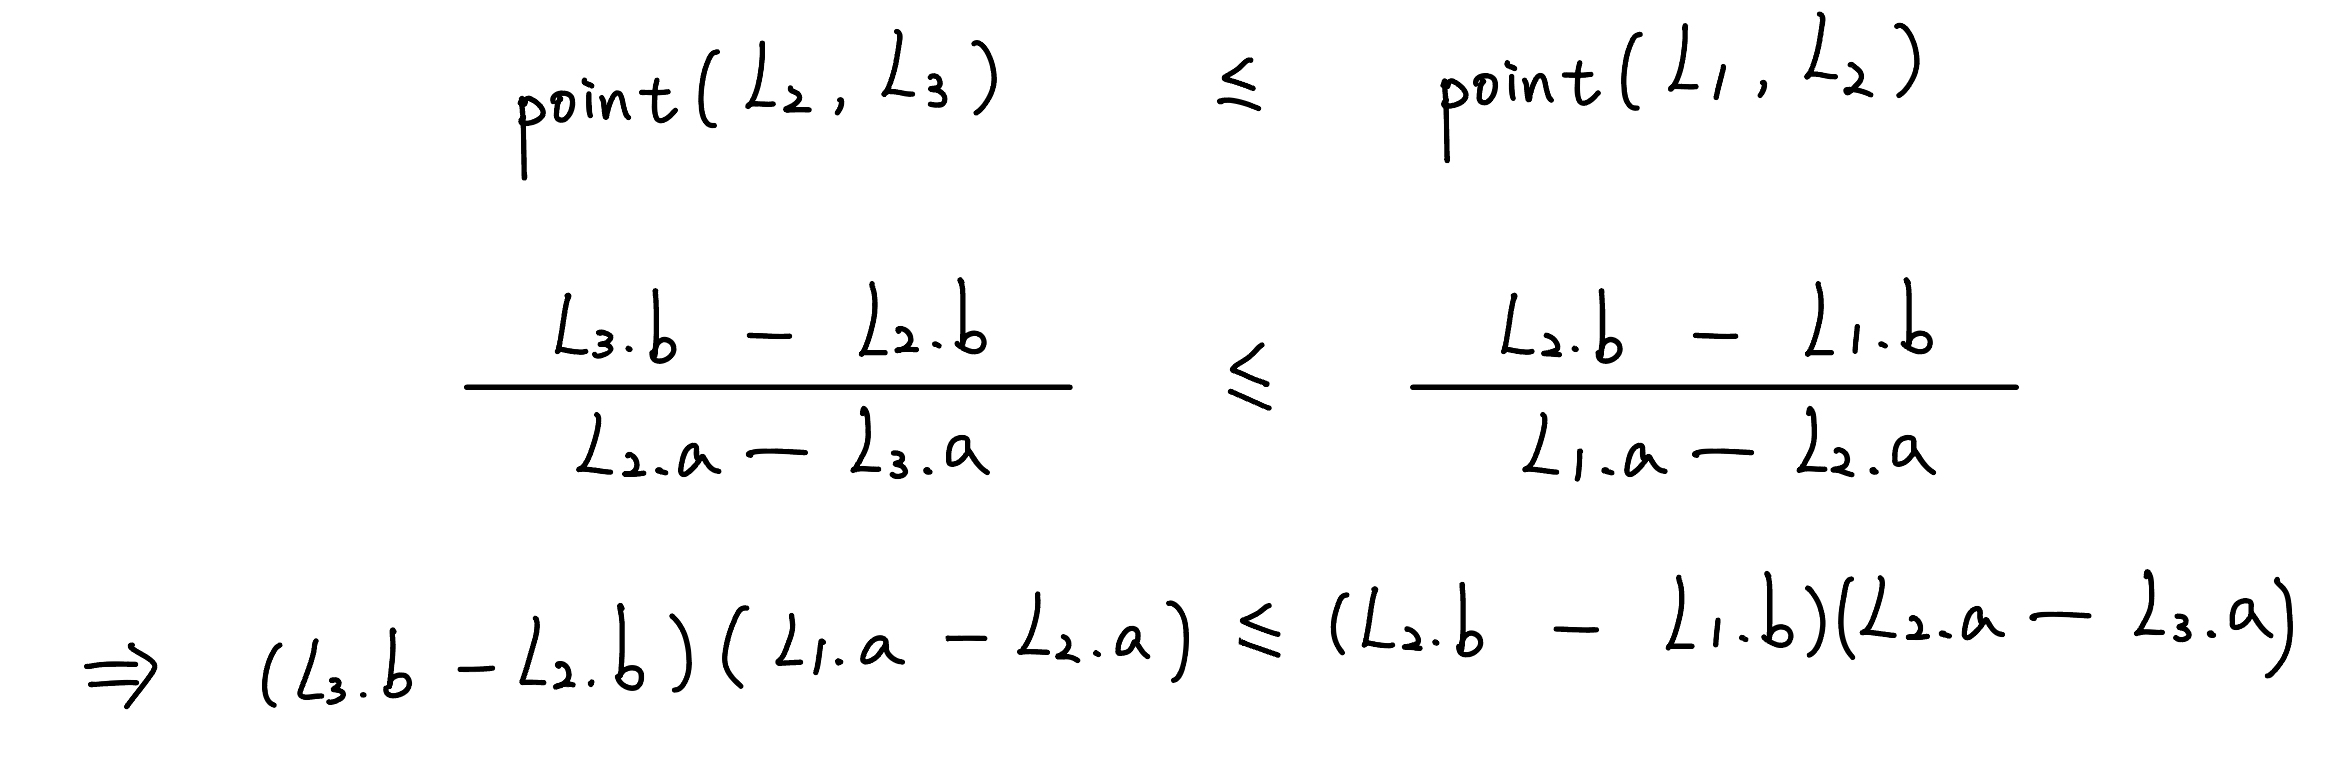 point(L₂, L₃) ≤ point(L₁, L₂)
L₃.b − L₂.b / L₂.a − L₃.a ≤ L₂.b − L₁.b / L₁.a − L₂.a
⇒ (L₃.b − L₂.b)(L₁.a − L₂.a) ≤ (L₂.b − L₁.b)(L₂.a − L₃.a)